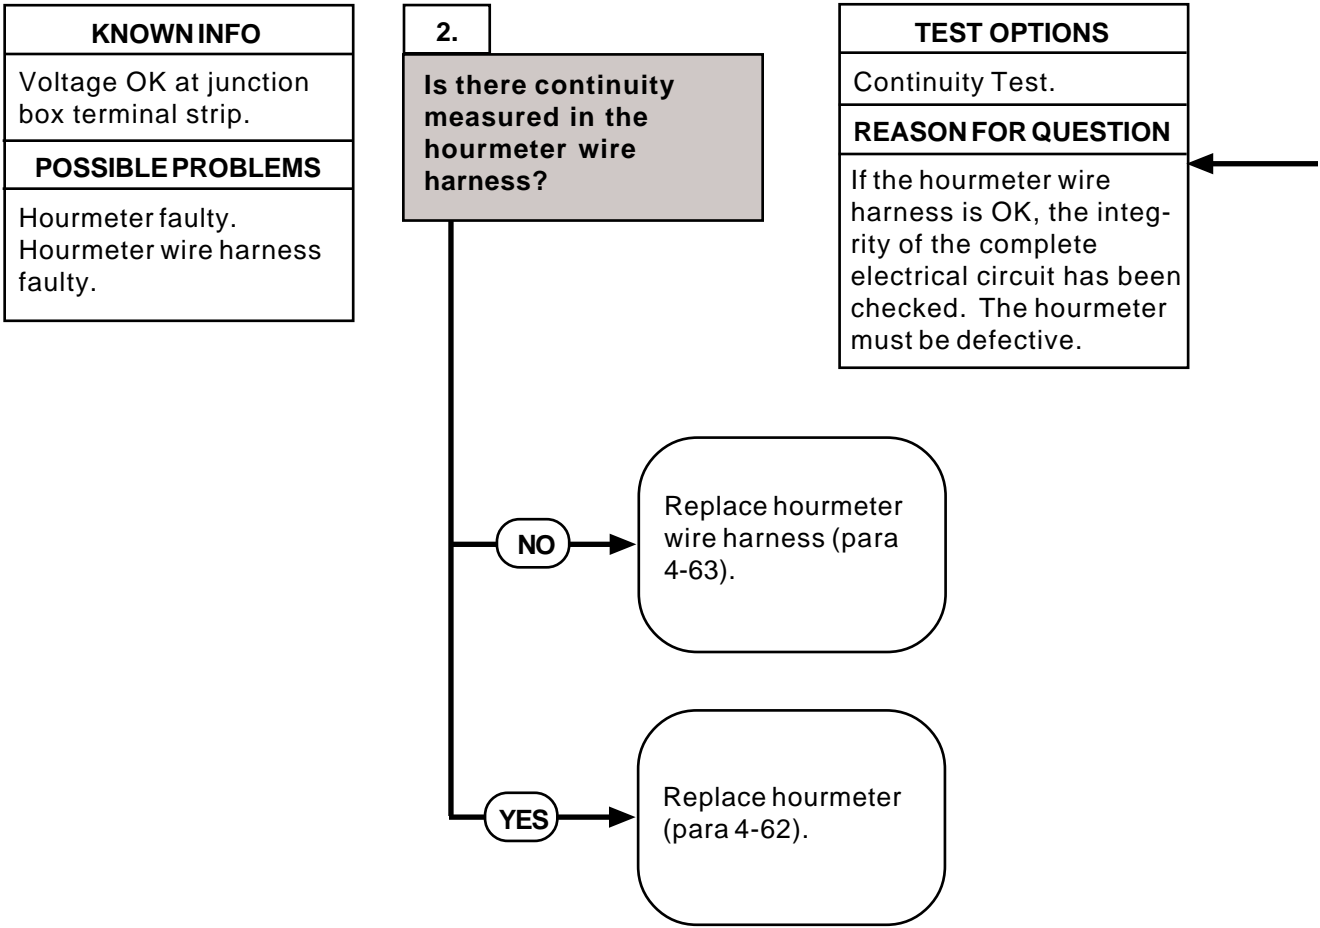 KNOWN INFO
Voltage OK at junction
box terminal strip.
POSSIBLE PROBLEMS
Hourmeter faulty.
Hourmeter wire harness
faulty.
2.
Is there continuity
measured in the
hourmeter wire
harness?
TEST OPTIONS
Continuity Test.
REASON FOR QUESTION
If the hourmeter wire
harness is OK, the integ-
rity of the complete
electrical circuit has been
checked. The hourmeter
must be defective.
NO
Replace hourmeter
wire harness (para
4-63).
YES
Replace hourmeter
(para 4-62).